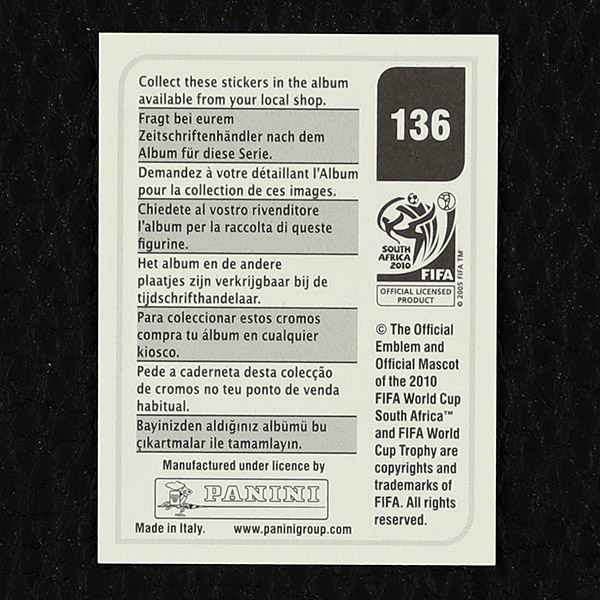 Collect these stickers in the album
available from your local shop.
Fragt bei eurem
Zeitschriftenhändler nach dem
Album für diese Serie.
Demandez à votre détaillant l'Album
pour la collection de ces images.
Chiedete al vostro rivenditore
l'album per la raccolta di queste
figurine.
Het album en de andere
plaatjes zijn verkrijgbaar bij de
tijdschrifthandelaar.
Para coleccionar estos cromos
compra tu álbum en cualquier
kiosco.
Pede a caderneta desta colecção
de cromos no teu ponto de venda
habitual.
Bayinizden aldığınız albümü bu
çıkartmalar ile tamamlayın.
Manufactured under licence by
PANINI
Made in Italy. www.paninigroup.com
136
SOUTH
AFRICA
2010
FIFA
OFFICIAL LICENSED
PRODUCT
© 2005 FIFA TM
© The Official
Emblem and
Official Mascot
of the 2010
FIFA World Cup
South Africa™
and FIFA World
Cup Trophy are
copyrights and
trademarks of
FIFA. All rights
reserved.